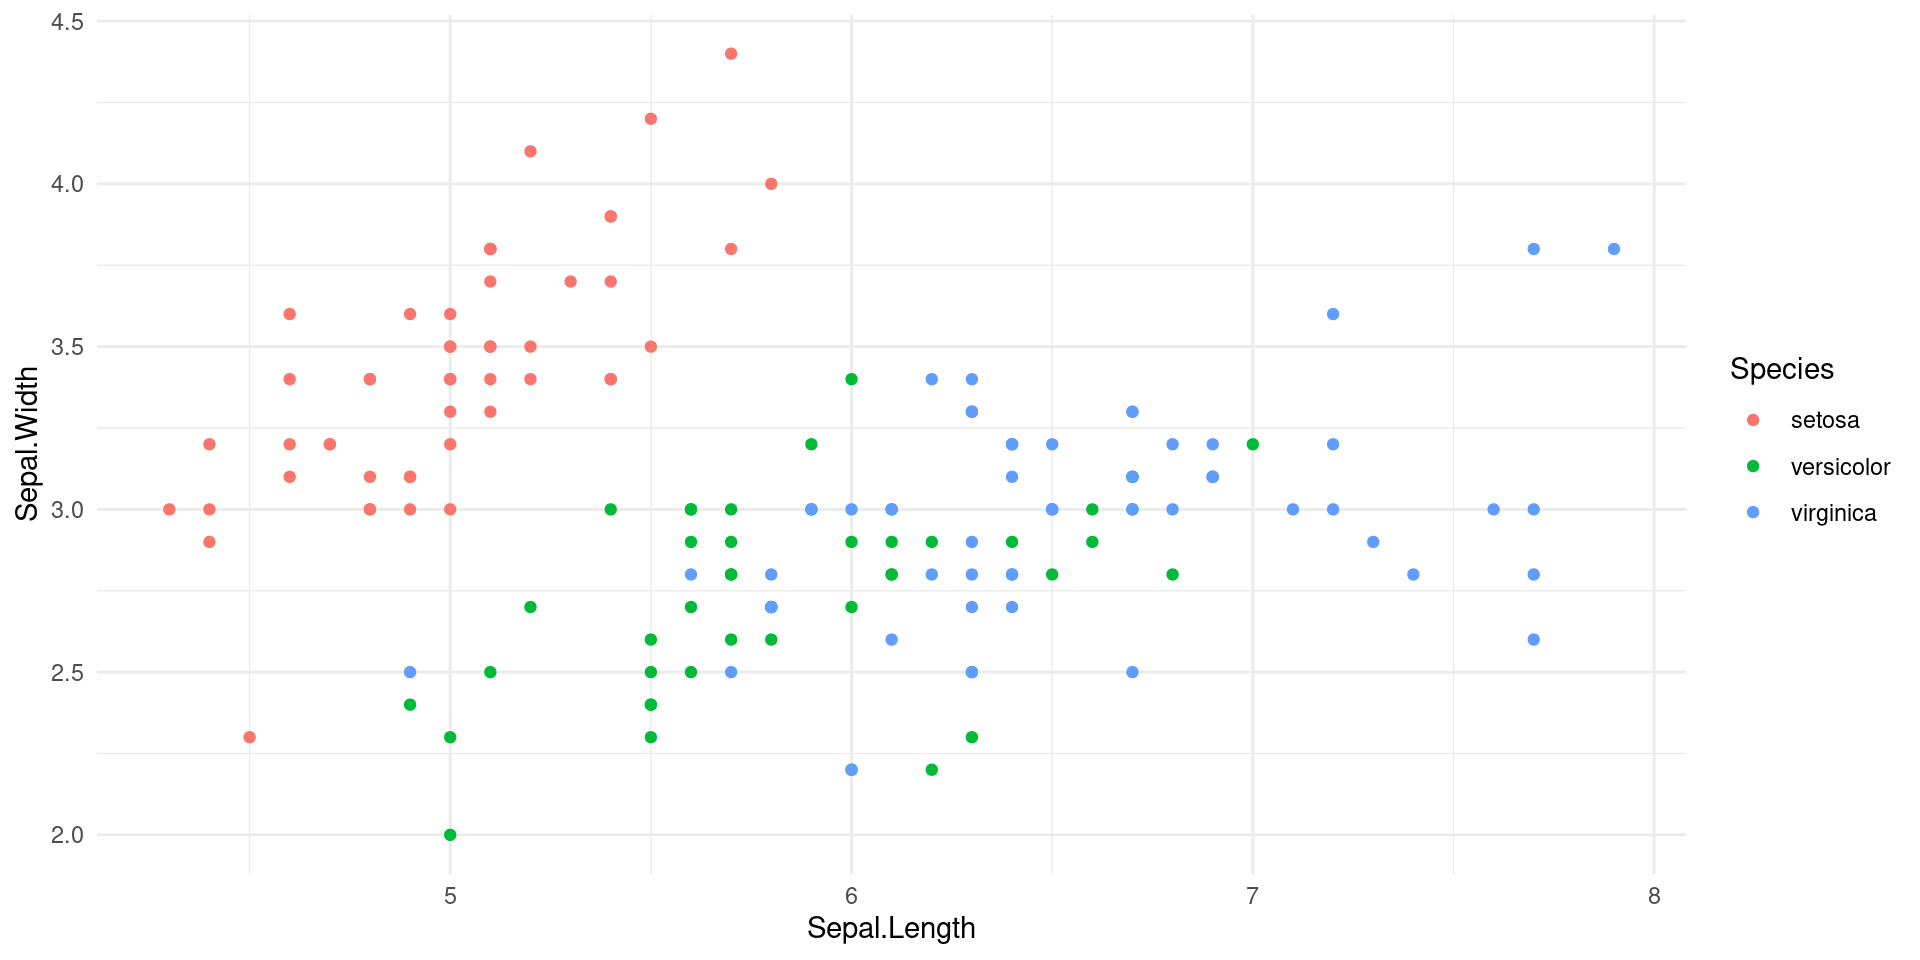 4.5
4.0
3.5
3.0
2.5
2.0
Sepal.Width
5 6 7 8
Sepal.Length
Species
setosa
versicolor
virginica